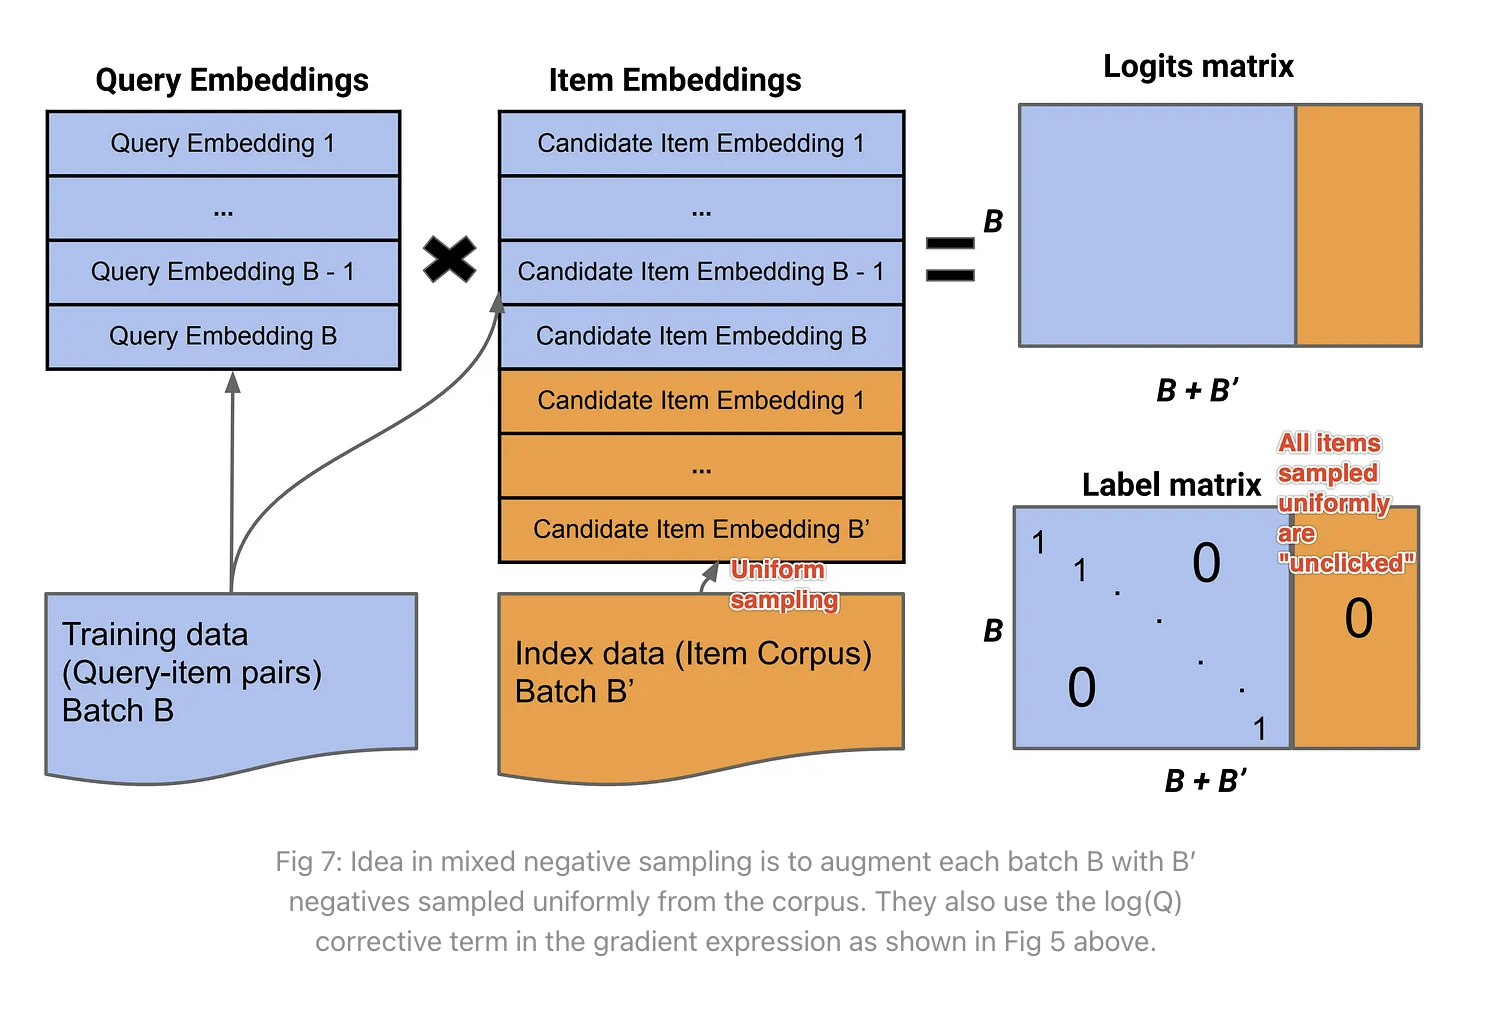 Query Embeddings
Query Embedding 1
...
Query Embedding B - 1
Query Embedding B
Item Embeddings
Candidate Item Embedding 1
...
Candidate Item Embedding B - 1
Candidate Item Embedding B
Candidate Item Embedding 1
...
Candidate Item Embedding B’
Uniform
sampling
Training data
(Query-item pairs)
Batch B
Index data (Item Corpus)
Batch B’
Logits matrix
B
B + B’
All items
sampled
uniformly
are
"unclicked"
Label matrix
1
1
0
0
0
1
B
B + B’
Fig 7: Idea in mixed negative sampling is to augment each batch B with B′
negatives sampled uniformly from the corpus. They also use the log(Q)
corrective term in the gradient expression as shown in Fig 5 above.